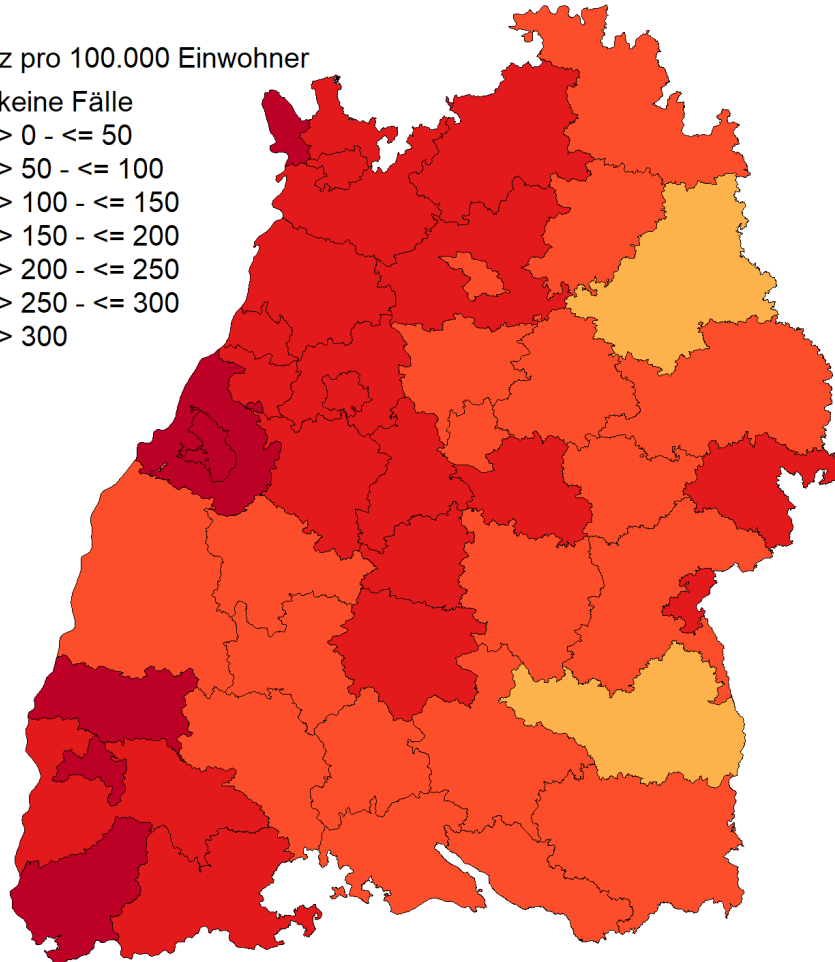 z pro 100.000 Einwohner
keine Fälle
> 0 - <= 50
> 50 - <= 100
> 100 - <= 150
> 150 - <= 200
> 200 - <= 250
> 250 - <= 300
> 300